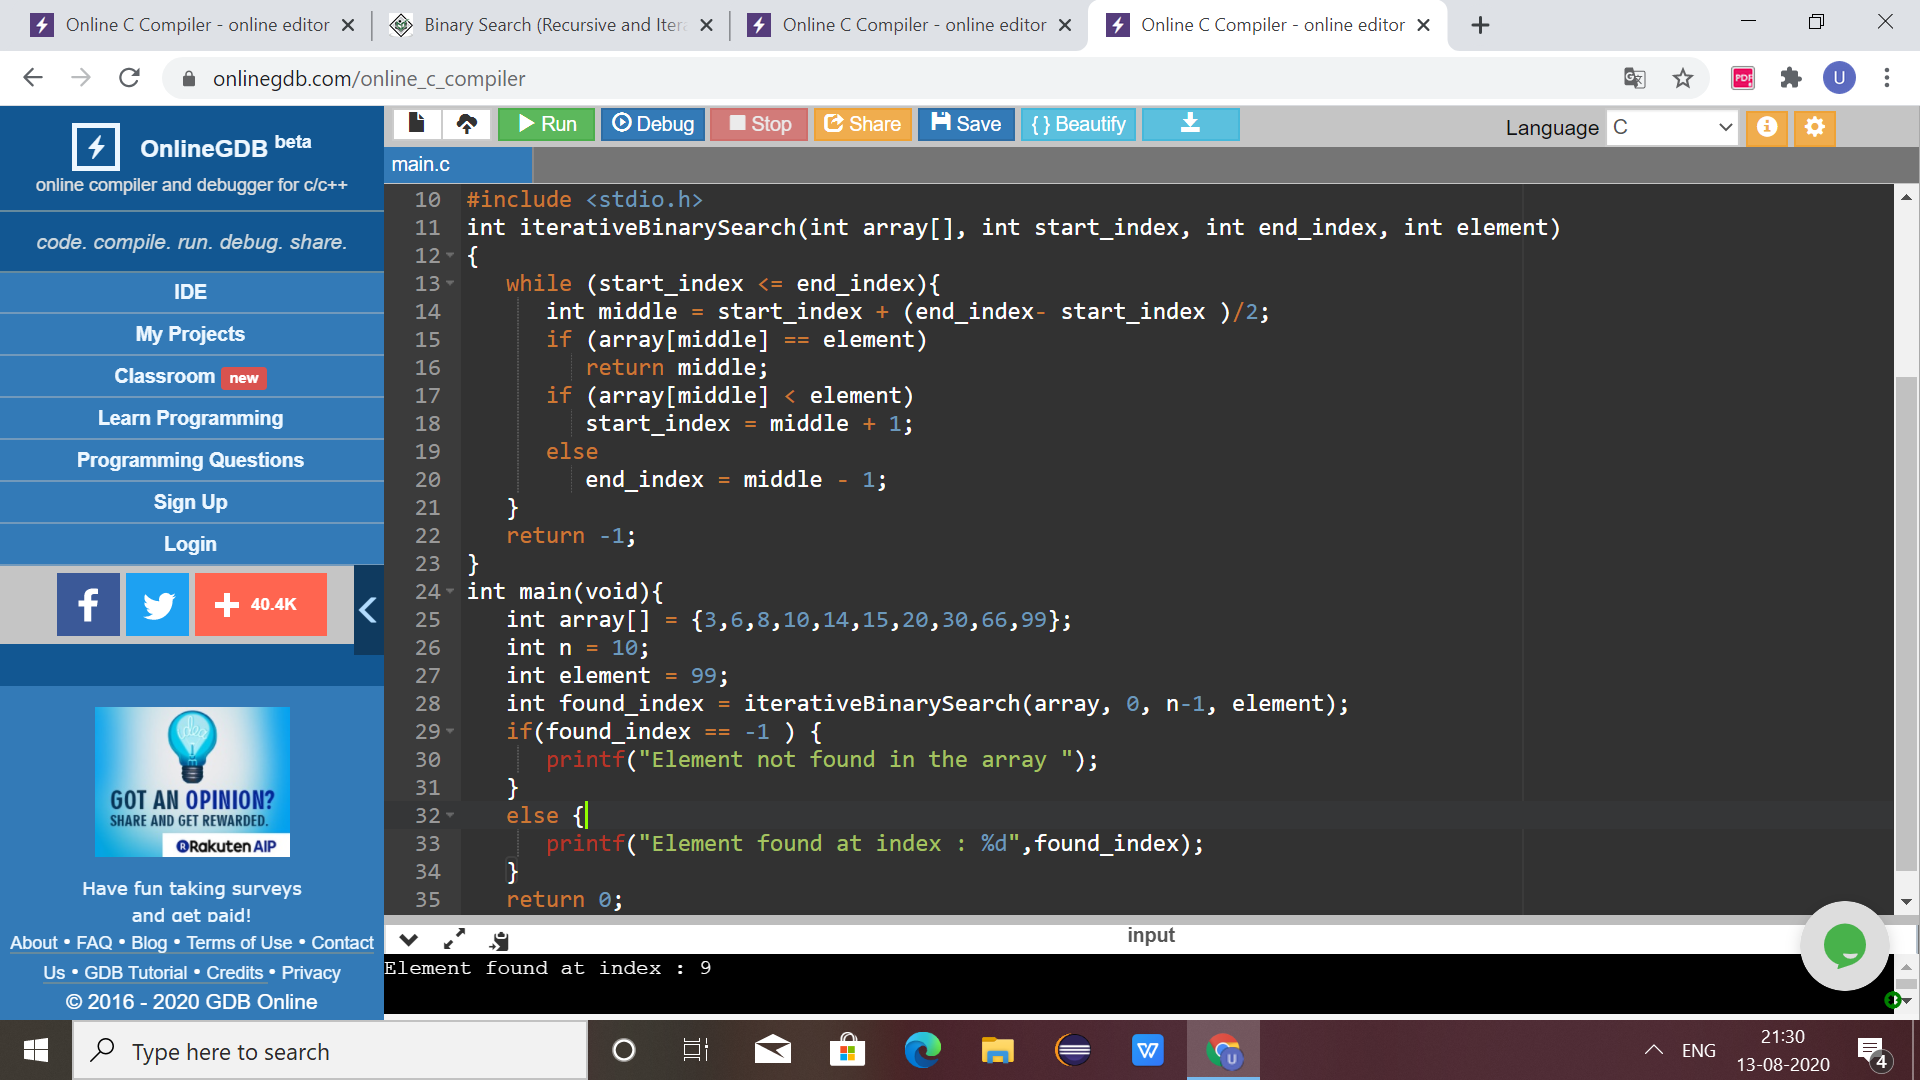 Online C Compiler - online editor
Binary Search (Recursive and Itera
Online C Compiler - online editor
Online C Compiler - online editor
onlinegdb.com/online_c_compiler
PDF
U
OnlineGDB beta
online compiler and debugger for c/c++
code. compile. run. debug. share.
IDE
My Projects
Classroom new
Learn Programming
Programming Questions
Sign Up
Login
f
+ 40.4K
idea
GOT AN OPINION?
SHARE AND GET REWARDED.
Rakuten AIP
Have fun taking surveys
and get paid!
About • FAQ • Blog • Terms of Use • Contact
Us • GDB Tutorial • Credits • Privacy
© 2016 - 2020 GDB Online
Run Debug Stop Share Save { } Beautify
Language C
main.c
10 #include <stdio.h>
11 int iterativeBinarySearch(int array[], int start_index, int end_index, int element)
12 {
13 while (start_index <= end_index){
14 int middle = start_index + (end_index- start_index )/2;
15 if (array[middle] == element)
16 return middle;
17 if (array[middle] < element)
18 start_index = middle + 1;
19 else
20 end_index = middle - 1;
21 }
22 return -1;
23 }
24 int main(void){
25 int array[] = {3,6,8,10,14,15,20,30,66,99};
26 int n = 10;
27 int element = 99;
28 int found_index = iterativeBinarySearch(array, 0, n-1, element);
29 if(found_index == -1 ) {
30 printf("Element not found in the array ");
31 }
32 else {
33 printf("Element found at index : %d",found_index);
34 }
35 return 0;
input
Element found at index : 9
Type here to search
W
U
ENG
21:30
13-08-2020
4